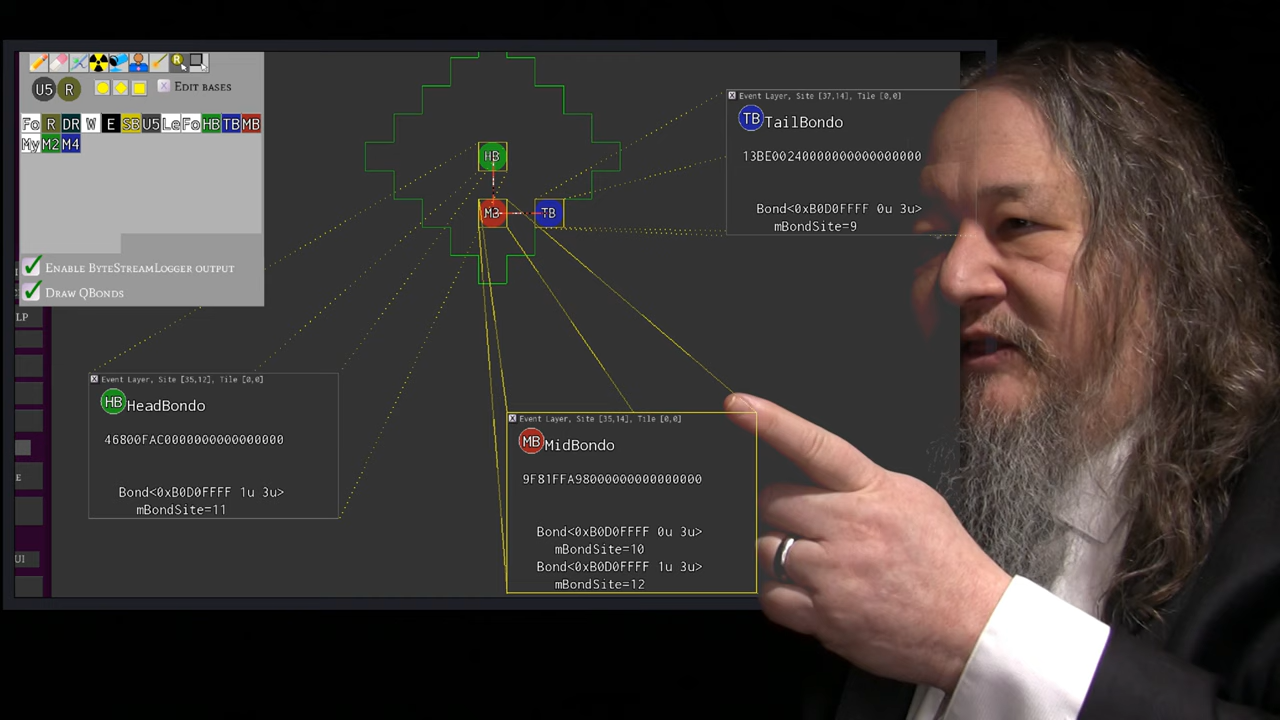 U5 R EDIT BASES
Fo R DR W E SB U5 Le Fo HB TB MB
My M2 M4
ENABLE BYTESTREAMLOGGER OUTPUT
DRAW QBONDS
LP
E
UI
HB
MB TB
Event Layer, Site [37,14], Tile [0,0]
TB TailBondo
13BE00240000000000000000
Bond<0xB0D0FFFF 0u 3u>
mBondSite=9
Event Layer, Site [35,12], Tile [0,0]
HB HeadBondo
46800FAC0000000000000000
Bond<0xB0D0FFFF 1u 3u>
mBondSite=11
Event Layer, Site [35,14], Tile [0,0]
MB MidBondo
9F81FFA98000000000000000
Bond<0xB0D0FFFF 0u 3u>
mBondSite=10
Bond<0xB0D0FFFF 1u 3u>
mBondSite=12